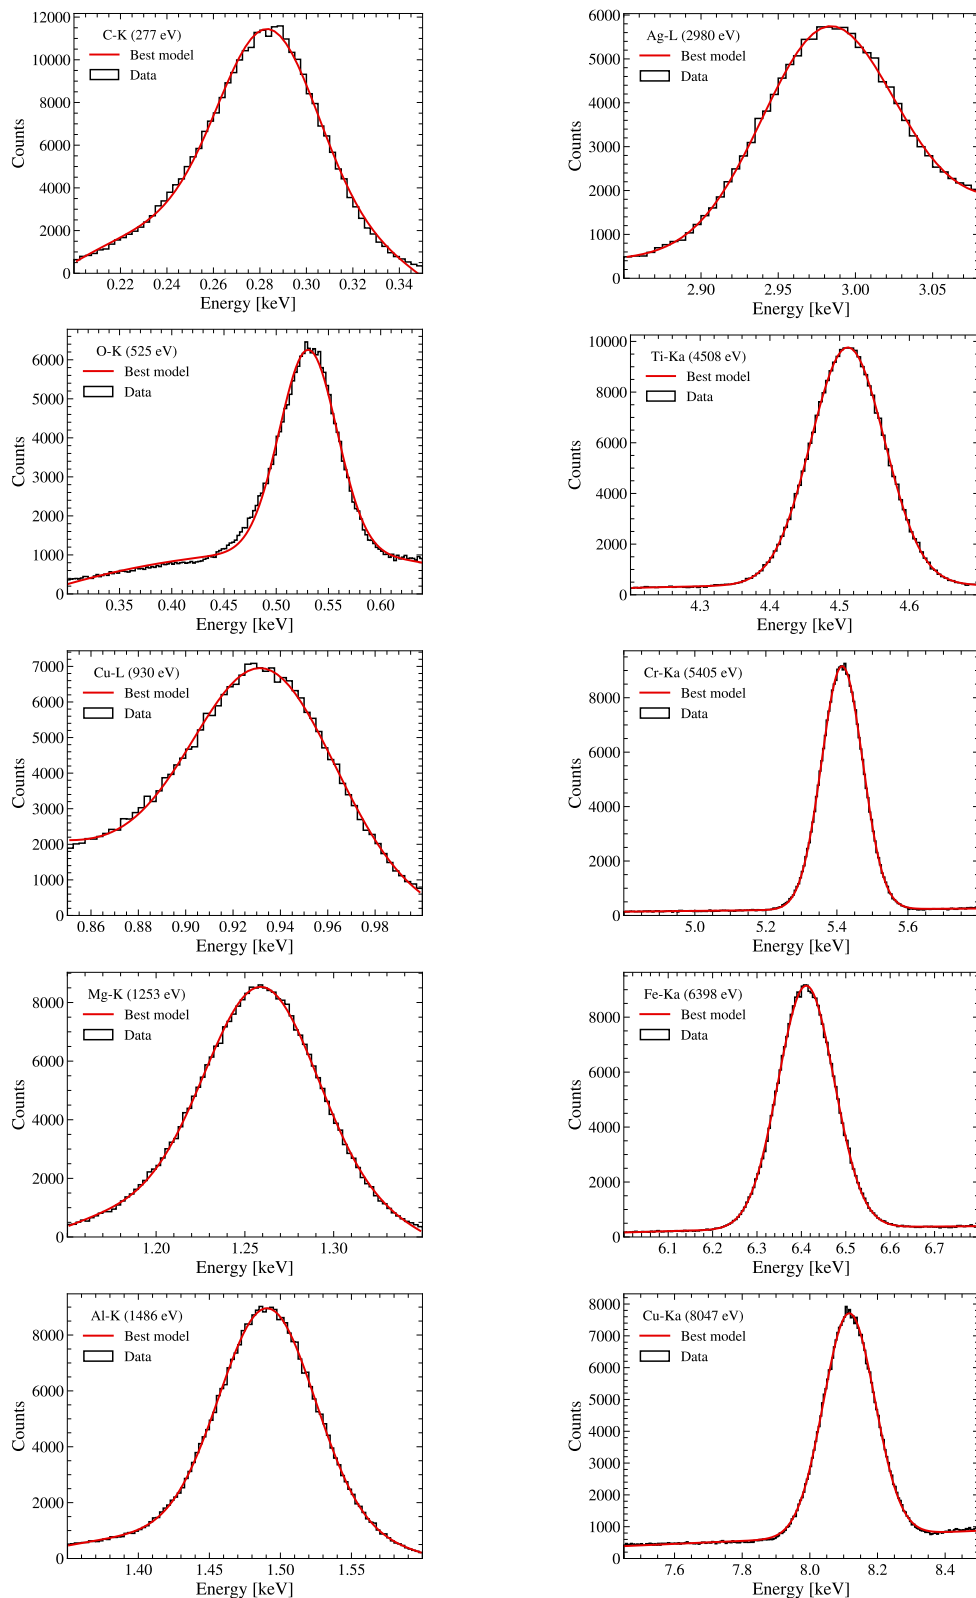 C-K (277 eV)
Best model
Data
Counts
12000
10000
8000
6000
4000
2000
0
0.22 0.24 0.26 0.28 0.30 0.32 0.34
Energy [keV]
Ag-L (2980 eV)
Best model
Data
Counts
6000
5000
4000
3000
2000
1000
0
2.90 2.95 3.00 3.05
Energy [keV]
O-K (525 eV)
Best model
Data
Counts
6000
5000
4000
3000
2000
1000
0
0.35 0.40 0.45 0.50 0.55 0.60
Energy [keV]
Ti-Ka (4508 eV)
Best model
Data
Counts
10000
8000
6000
4000
2000
0
4.3 4.4 4.5 4.6
Energy [keV]
Cu-L (930 eV)
Best model
Data
Counts
7000
6000
5000
4000
3000
2000
1000
0
0.86 0.88 0.90 0.92 0.94 0.96 0.98
Energy [keV]
Cr-Ka (5405 eV)
Best model
Data
Counts
8000
6000
4000
2000
0
5.0 5.2 5.4 5.6
Energy [keV]
Mg-K (1253 eV)
Best model
Data
Counts
8000
6000
4000
2000
0
1.20 1.25 1.30
Energy [keV]
Fe-Ka (6398 eV)
Best model
Data
Counts
8000
6000
4000
2000
0
6.1 6.2 6.3 6.4 6.5 6.6 6.7
Energy [keV]
Al-K (1486 eV)
Best model
Data
Counts
8000
6000
4000
2000
0
1.40 1.45 1.50 1.55
Energy [keV]
Cu-Ka (8047 eV)
Best model
Data
Counts
8000
7000
6000
5000
4000
3000
2000
1000
0
7.6 7.8 8.0 8.2 8.4
Energy [keV]